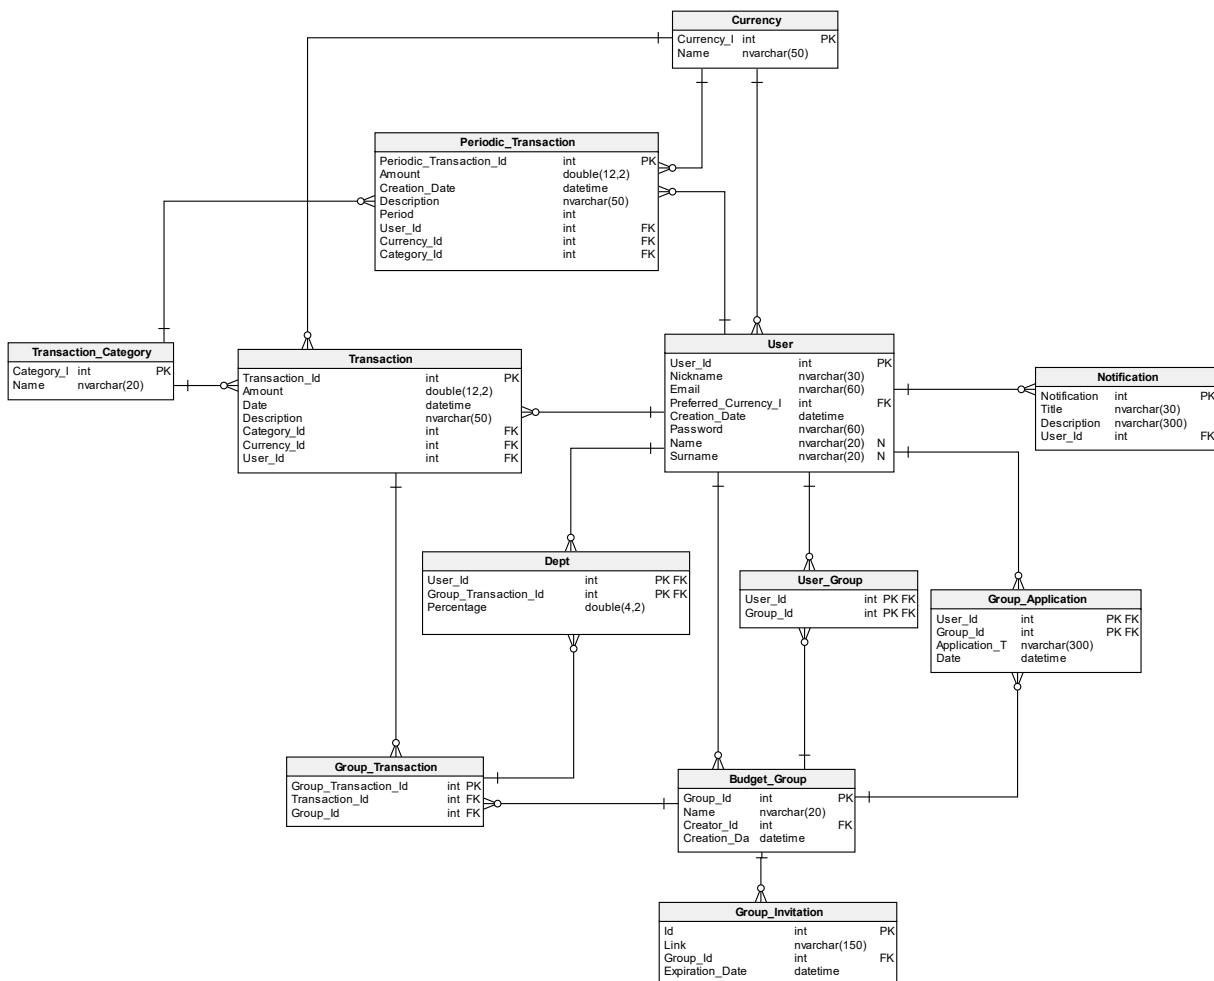 Currency
Currency_I int PK
Name nvarchar(50)
Periodic_Transaction
Periodic_Transaction_Id int PK
Amount double(12,2)
Creation_Date datetime
Description nvarchar(50)
Period int
User_Id int FK
Currency_Id int FK
Category_Id int FK
Transaction_Category
Category_I int PK
Name nvarchar(20)
Transaction
Transaction_Id int PK
Amount double(12,2)
Date datetime
Description nvarchar(50)
Category_Id int FK
Currency_Id int FK
User_Id int FK
User
User_Id int PK
Nickname nvarchar(30)
Email nvarchar(60)
Preferred_Currency_I int FK
Creation_Date datetime
Password nvarchar(60)
Name nvarchar(20) N
Surname nvarchar(20) N
Notification
Notification int PK
Title nvarchar(30)
Description nvarchar(300)
User_Id int FK
Dept
User_Id int PK FK
Group_Transaction_Id int PK FK
Percentage double(4,2)
User_Group
User_Id int PK FK
Group_Id int PK FK
Group_Application
User_Id int PK FK
Group_Id int PK FK
Application_T nvarchar(300)
Date datetime
Group_Transaction
Group_Transaction_Id int PK
Transaction_Id int FK
Group_Id int FK
Budget_Group
Group_Id int PK
Name nvarchar(20)
Creator_Id int FK
Creation_Da datetime
Group_Invitation
Id int PK
Link nvarchar(150)
Group_Id int FK
Expiration_Date datetime